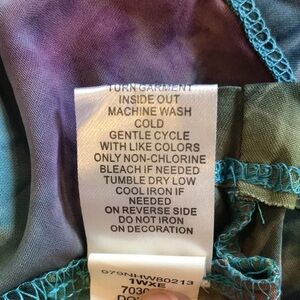 TURN GARMENT
INSIDE OUT
MACHINE WASH
COLD
GENTLE CYCLE
WITH LIKE COLORS
ONLY NON-CHLORINE
BLEACH IF NEEDED
TUMBLE DRY LOW
COOL IRON IF
NEEDED
ON REVERSE SIDE
DO NOT IRON
ON DECORATION
979NHW80213
1WXE